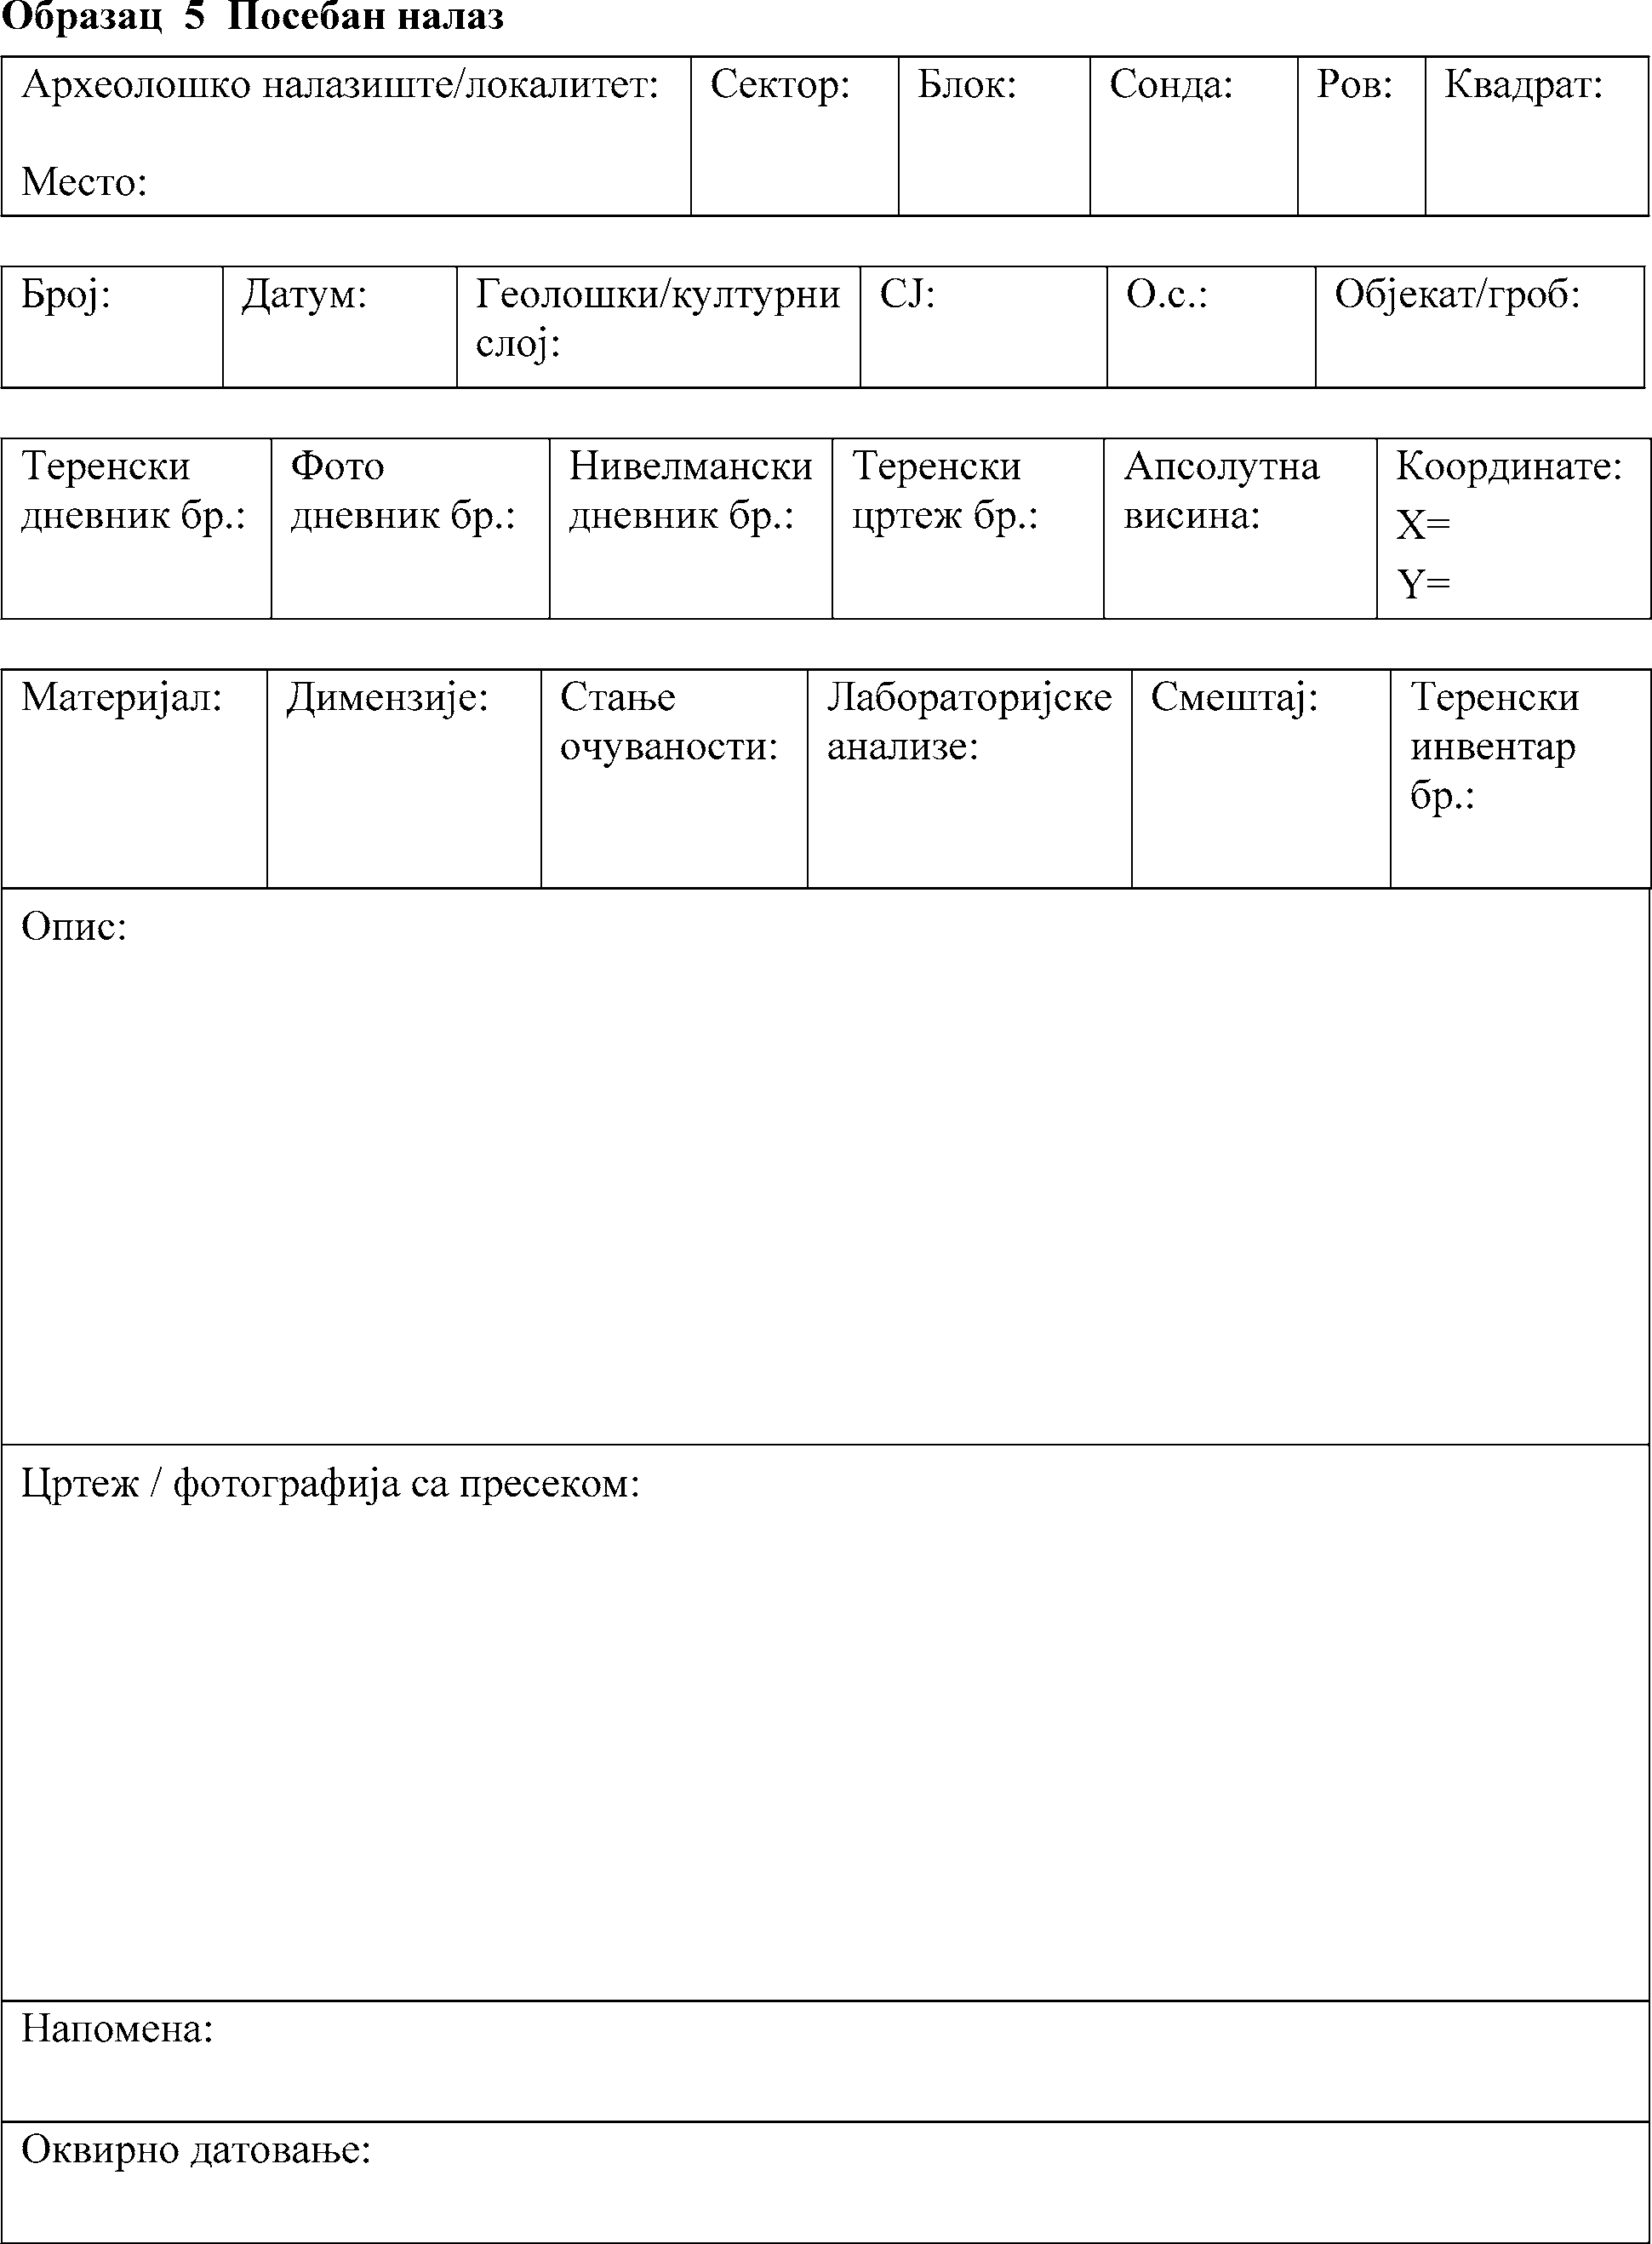 Образац 5 Посебан налаз
Археолошко налазиште/локалитет:
Место:
Сектор:
Блок:
Сонда:
Ров:
Квадрат:
Број:
Датум:
Геолошки/културни
слој:
СЈ:
О.с.:
Објекат/гроб:
Теренски
дневник бр.:
Фото
дневник бр.:
Нивелмански
дневник бр.:
Теренски
цртеж бр.:
Апсолутна
висина:
Координате:
X=
Y=
Материјал:
Димензије:
Стање
очуваности:
Лабораторијске
анализе:
Смештај:
Теренски
инвентар
бр.:
Опис:
Цртеж / фотографија са пресеком:
Напомена:
Оквирно датовање: